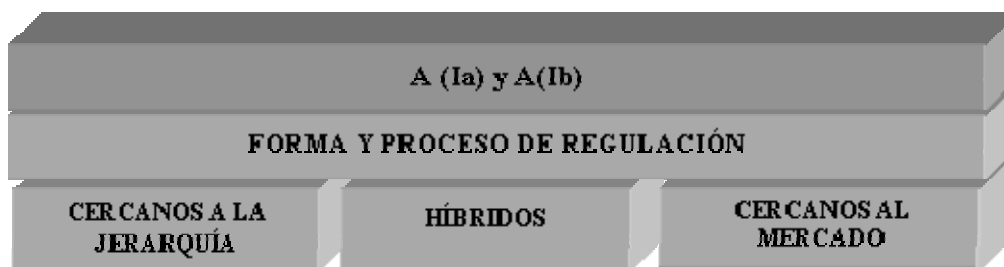 A (Ia) y A(Ib)
FORMA Y PROCESO DE REGULACIÓN
CERCANOS A LA
JERARQUÍA
HÍBRIDOS
CERCANOS AL
MERCADO